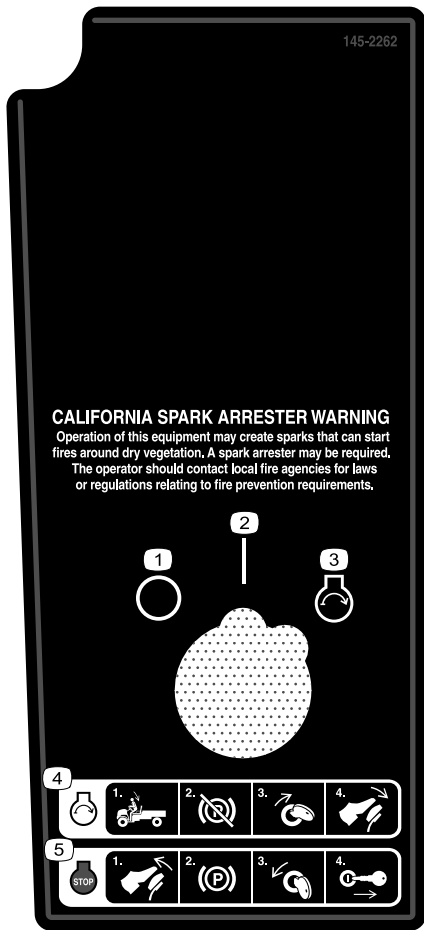 145-2262
CALIFORNIA SPARK ARRESTER WARNING
Operation of this equipment may create sparks that can start
fires around dry vegetation. A spark arrester may be required.
The operator should contact local fire agencies for laws
or regulations relating to fire prevention requirements.
2
1
3
4
1. 2. P 3. 4.
5
STOP 1. 2. P 3. 4.